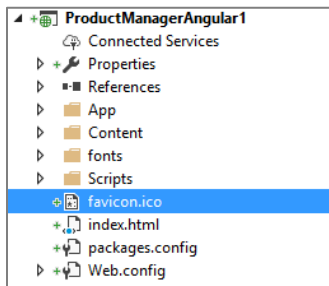 ProductManagerAngular1
Connected Services
Properties
References
App
Content
fonts
Scripts
favicon.ico
index.html
packages.config
Web.config